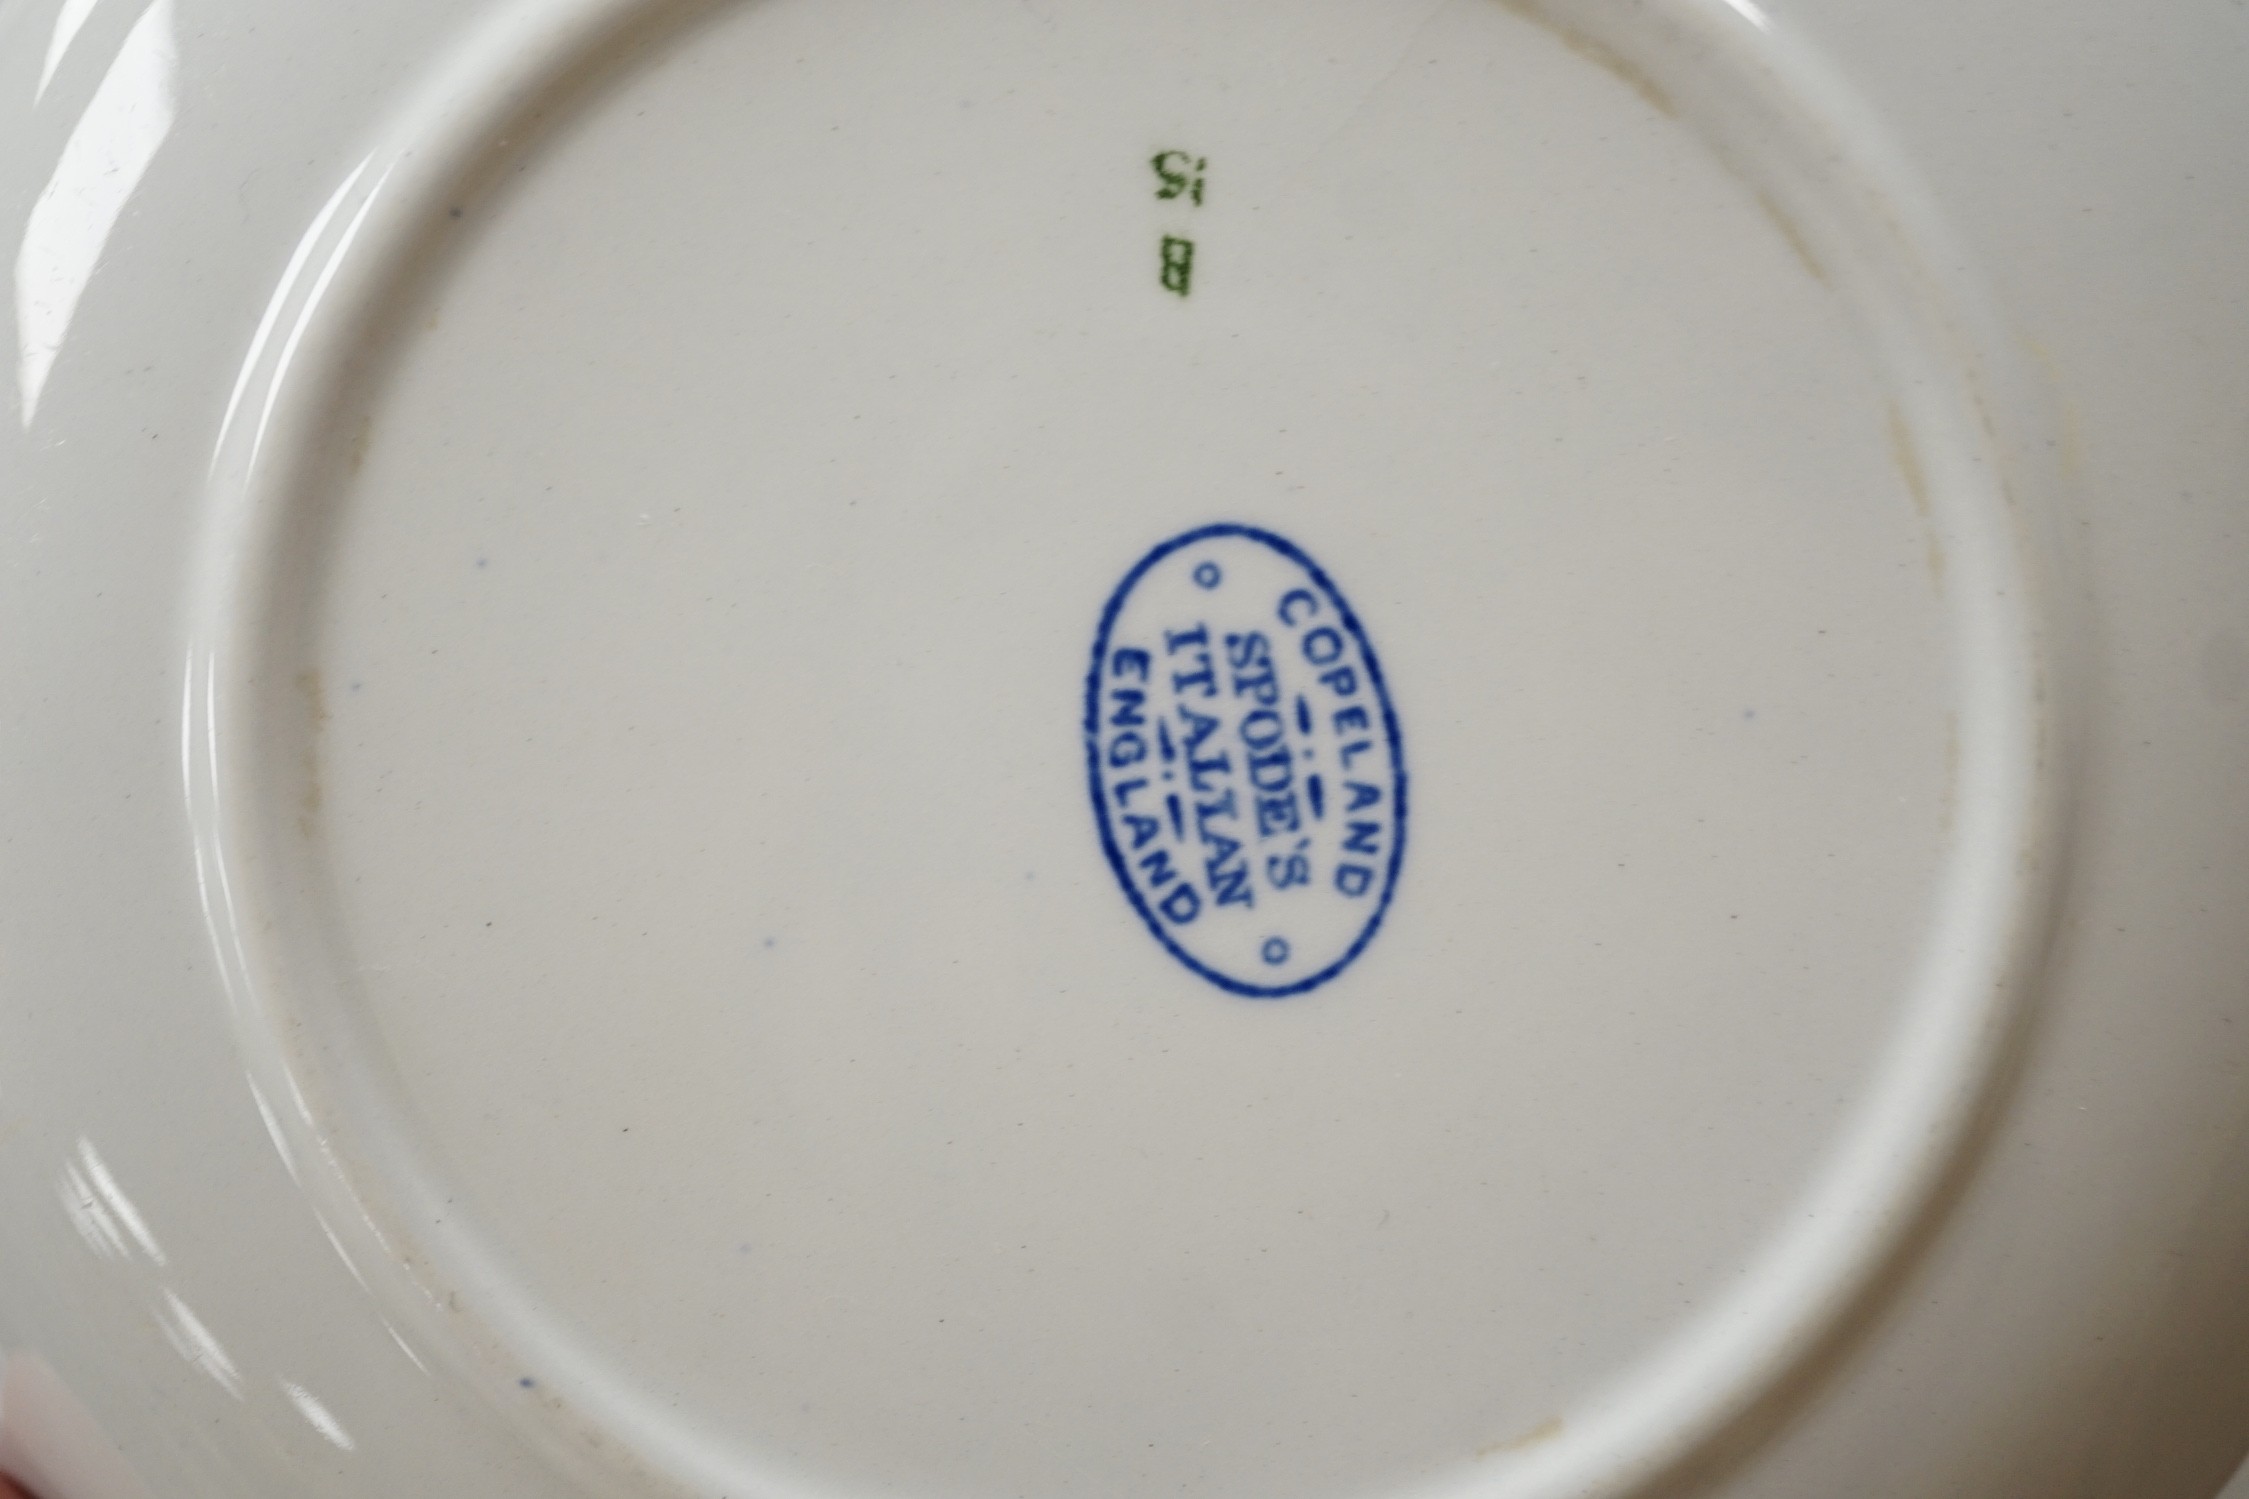 COPELAND
SPODE'S
ITALIAN
ENGLAND
B